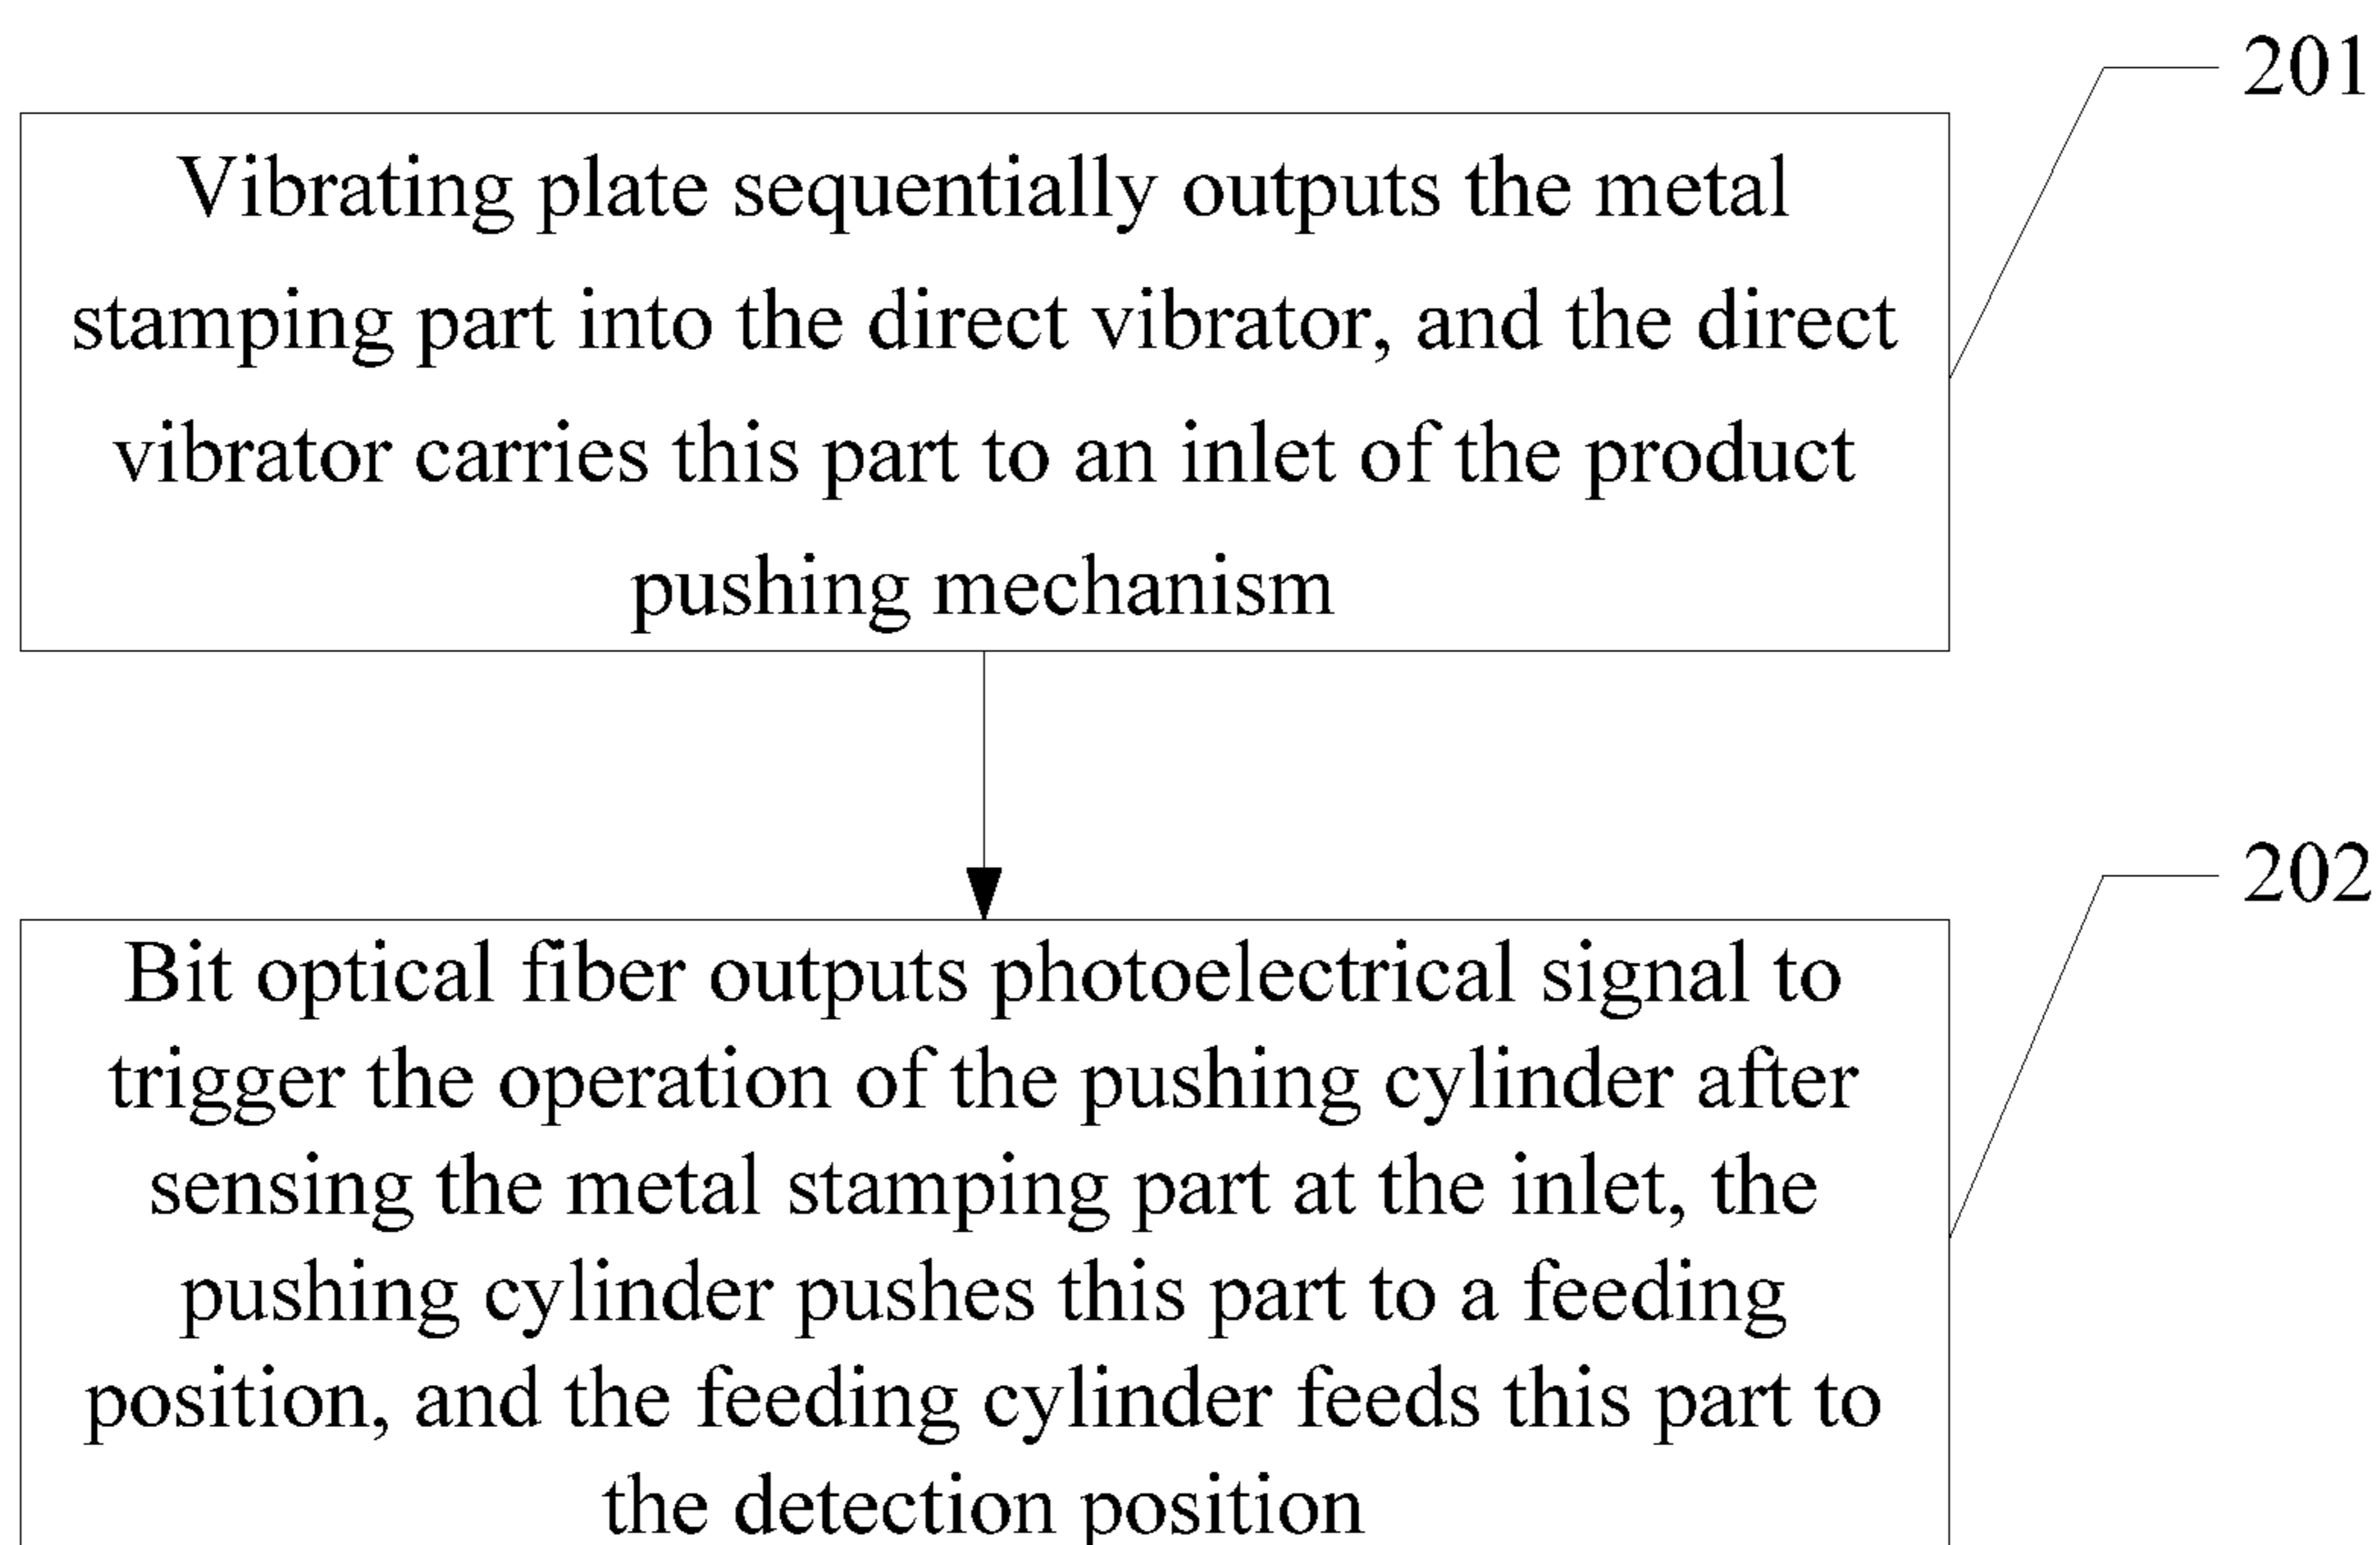 201
Vibrating plate sequentially outputs the metal
stamping part into the direct vibrator, and the direct
vibrator carries this part to an inlet of the product
pushing mechanism
202
Bit optical fiber outputs photoelectrical signal to
trigger the operation of the pushing cylinder after
sensing the metal stamping part at the inlet, the
pushing cylinder pushes this part to a feeding
position, and the feeding cylinder feeds this part to
the detection position